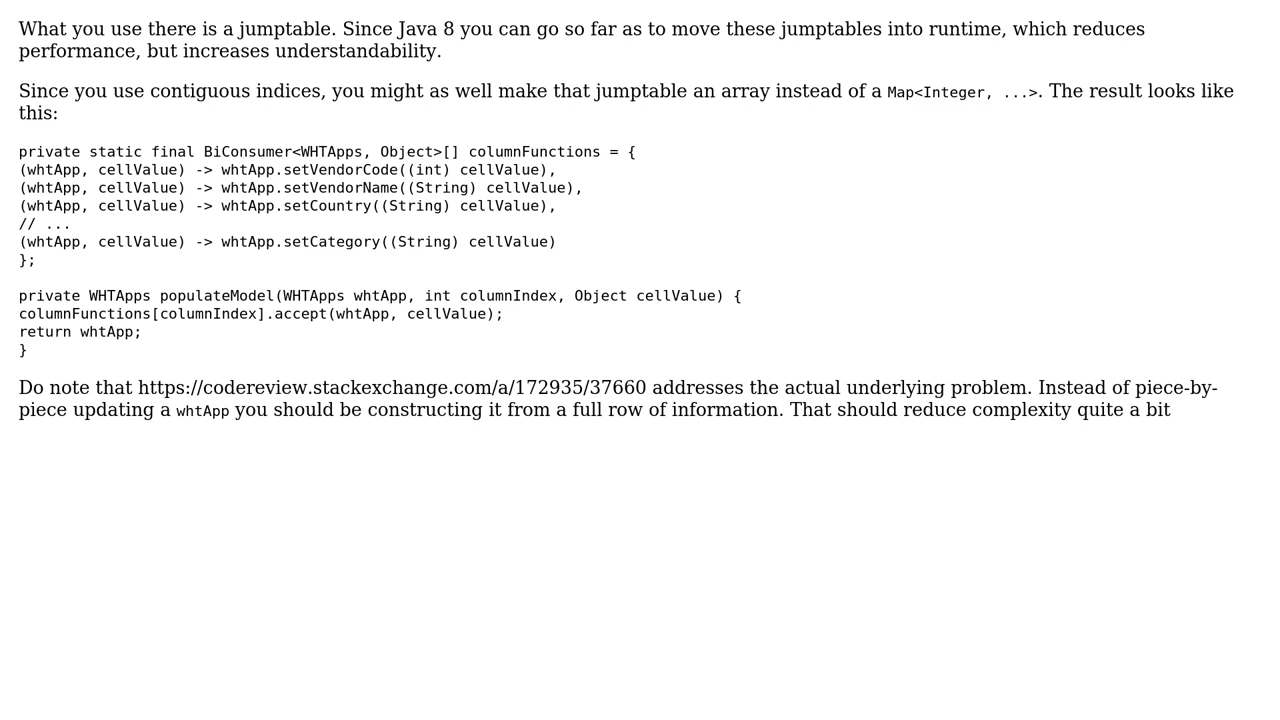 What you use there is a jumptable. Since Java 8 you can go so far as to move these jumptables into runtime, which reduces
performance, but increases understandability.
Since you use contiguous indices, you might as well make that jumptable an array instead of a Map<Integer, ...>. The result looks like
this:
private static final BiConsumer<WHTApps, Object>[] columnFunctions = {
(whtApp, cellValue) -> whtApp.setVendorCode((int) cellValue),
(whtApp, cellValue) -> whtApp.setVendorName((String) cellValue),
(whtApp, cellValue) -> whtApp.setCountry((String) cellValue),
// ...
(whtApp, cellValue) -> whtApp.setCategory((String) cellValue)
};
private WHTApps populateModel(WHTApps whtApp, int columnIndex, Object cellValue) {
columnFunctions[columnIndex].accept(whtApp, cellValue);
return whtApp;
}
Do note that https://codereview.stackexchange.com/a/172935/37660 addresses the actual underlying problem. Instead of piece-by-
piece updating a whtApp you should be constructing it from a full row of information. That should reduce complexity quite a bit